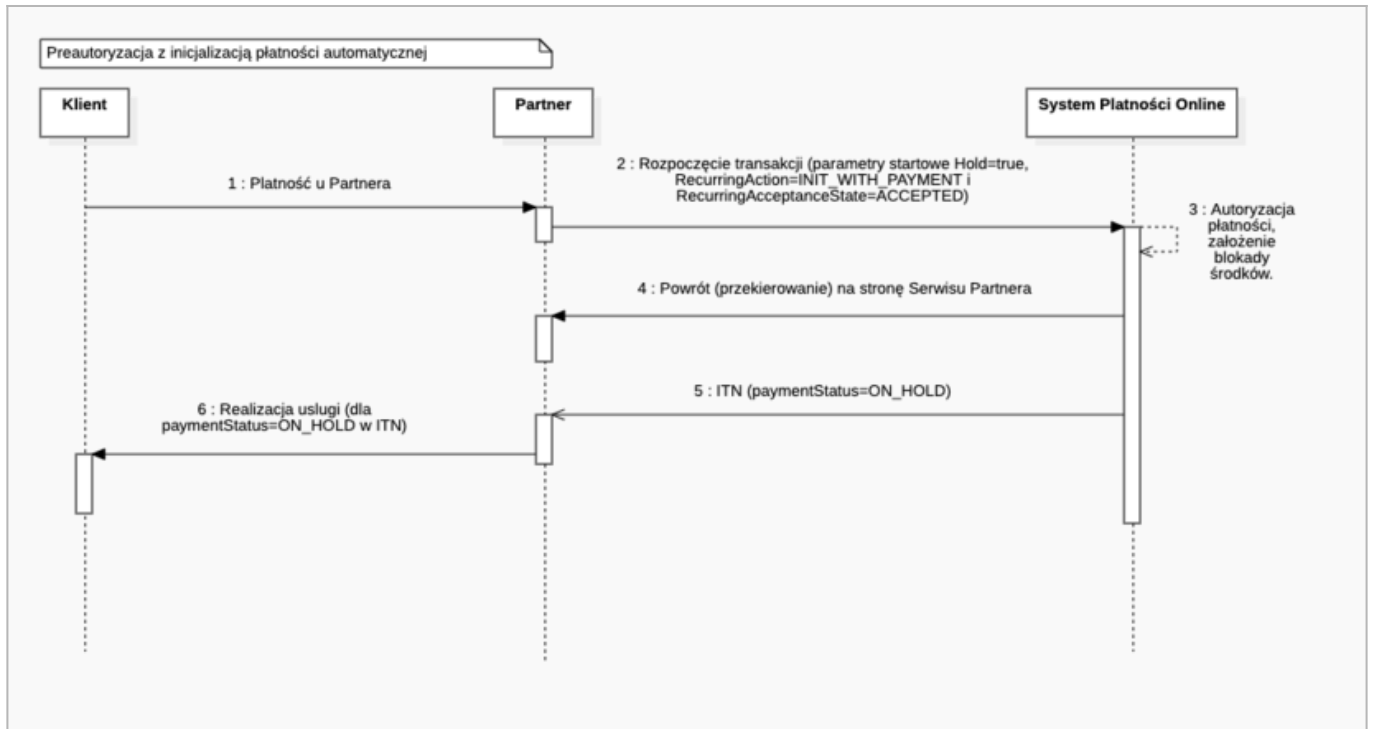 Preautoryzacja z inicjalizacją płatności automatycznej
Klient
Partner
System Płatności Online
1 : Płatność u Partnera
2 : Rozpoczęcie transakcji (parametry startowe Hold=true,
RecurringAction=INIT_WITH_PAYMENT i
RecurringAcceptanceState=ACCEPTED)
3 : Autoryzacja
płatności,
założenie
blokady
środków.
4 : Powrót (przekierowanie) na stronę Serwisu Partnera
5 : ITN (paymentStatus=ON_HOLD)
6 : Realizacja uslugi (dla
paymentStatus=ON_HOLD w ITN)